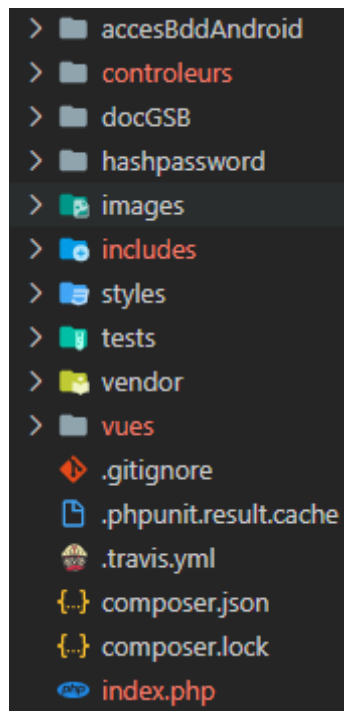 accesBddAndroid
controleurs
docGSB
hashpassword
images
includes
styles
tests
vendor
vues
.gitignore
.phpunit.result.cache
.travis.yml
{...} composer.json
{...} composer.lock
php index.php